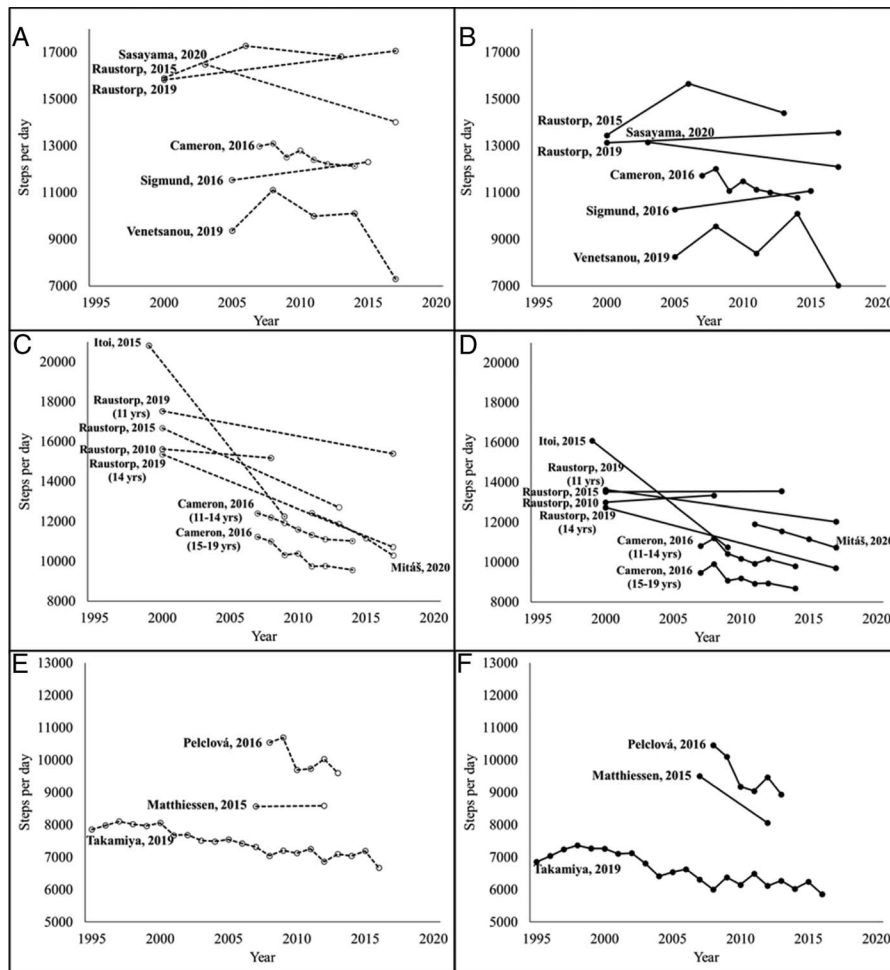 A
17000
15000
13000
11000
9000
7000
Steps per day
1995
2000
2005
2010
2015
2020
Year
Sasayama, 2020
Raustorp, 2015
Raustorp, 2019
Cameron, 2016
Sigmund, 2016
Venetsanou, 2019
B
17000
15000
13000
11000
9000
7000
Steps per day
1995
2000
2005
2010
2015
2020
Year
Raustorp, 2015
Sasayama, 2020
Raustorp, 2019
Cameron, 2016
Sigmund, 2016
Venetsanou, 2019
C
20000
18000
16000
14000
12000
10000
8000
Steps per day
1995
2000
2005
2010
2015
2020
Year
Itoi, 2015
Raustorp, 2019
(11 yrs)
Raustorp, 2015
Raustorp, 2010
Raustorp, 2019
(14 yrs)
Cameron, 2016
(11-14 yrs)
Cameron, 2016
(15-19 yrs)
Mitáš, 2020
D
20000
18000
16000
14000
12000
10000
8000
Steps per day
1995
2000
2005
2010
2015
2020
Year
Itoi, 2015
Raustorp, 2019
(11 yrs)
Raustorp, 2015
Raustorp, 2010
Raustorp, 2019
(14 yrs)
Cameron, 2016
(11-14 yrs)
Cameron, 2016
(15-19 yrs)
Mitáš, 2020
E
13000
12000
11000
10000
9000
8000
7000
6000
5000
Steps per day
1995
2000
2005
2010
2015
2020
Year
Pelclová, 2016
Matthiessen, 2015
Takamiya, 2019
F
13000
12000
11000
10000
9000
8000
7000
6000
5000
Steps per day
1995
2000
2005
2010
2015
2020
Year
Pelclová, 2016
Matthiessen, 2015
Takamiya, 2019